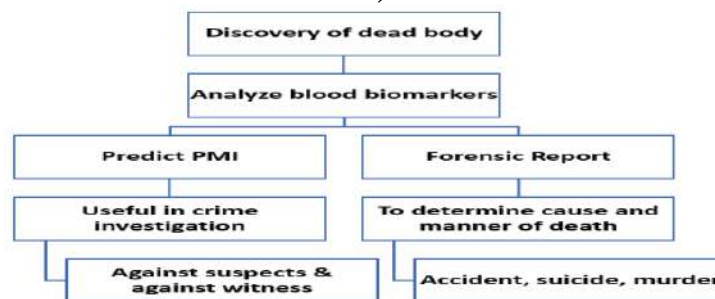 Discovery of dead body
Analyze blood biomarkers
Predict PMI
Forensic Report
Useful in crime
investigation
To determine cause and
manner of death
Against suspects &
against witness
Accident, suicide, murder